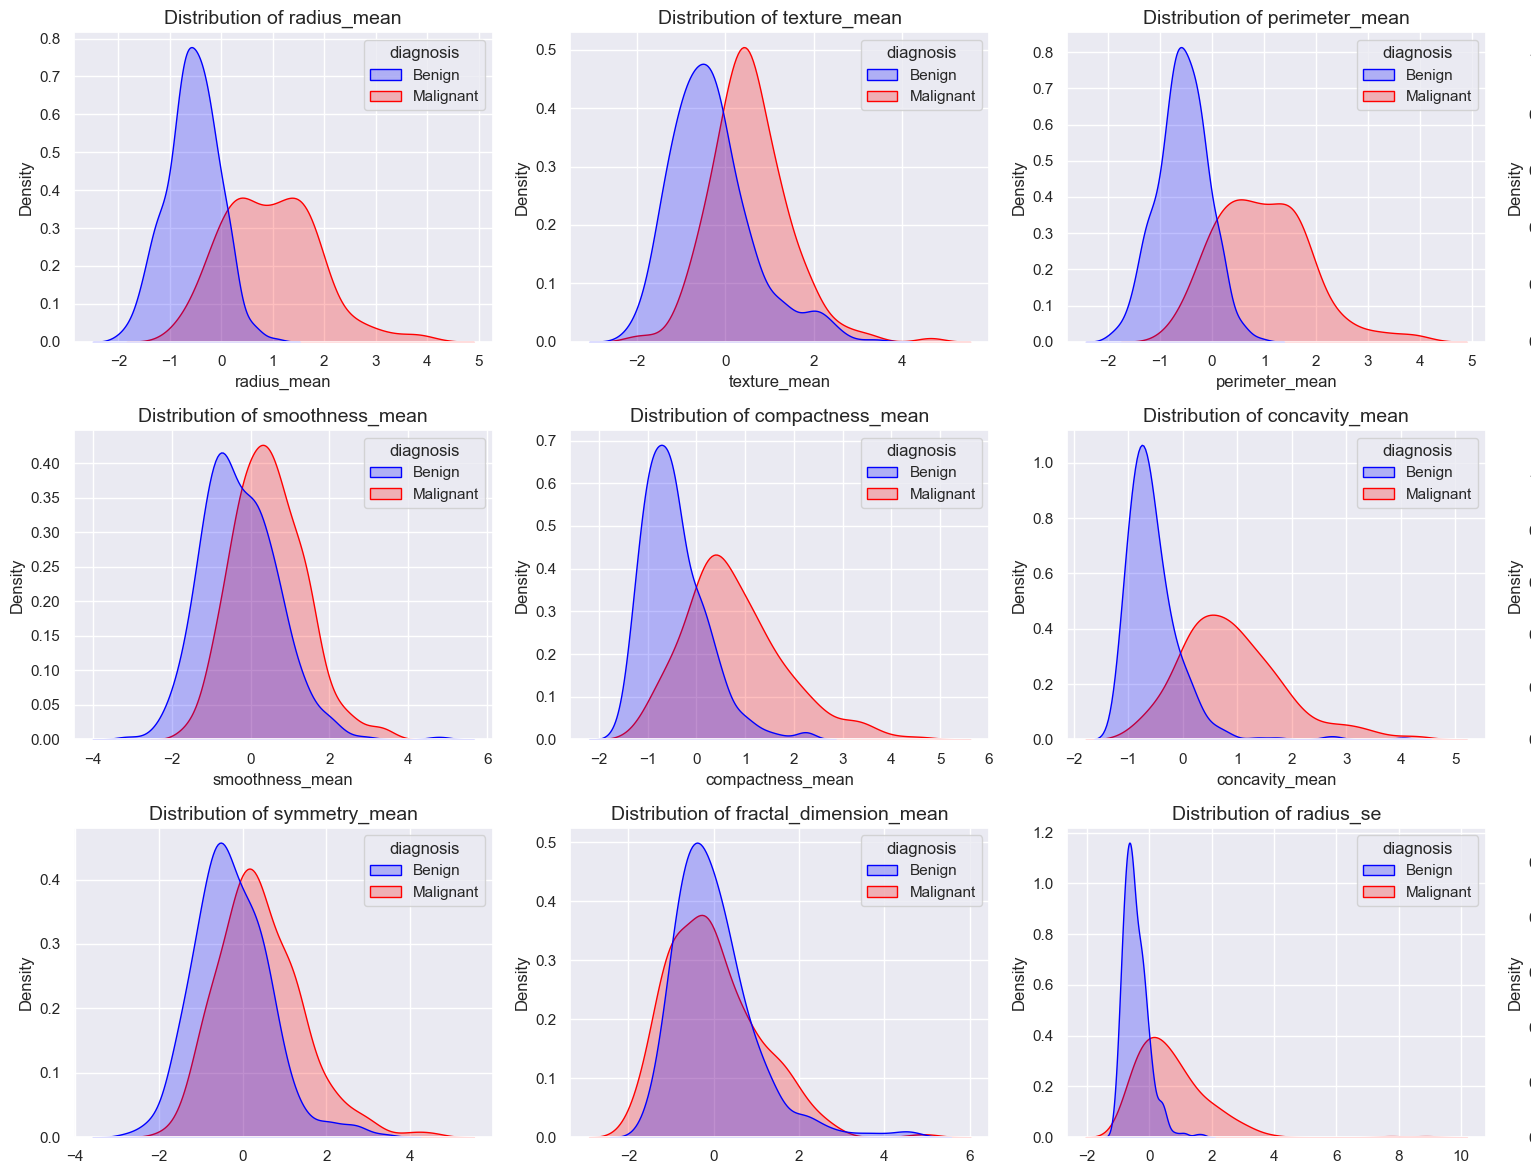 Distribution of radius_mean
Density
0.8
0.7
0.6
0.5
0.4
0.3
0.2
0.1
0.0
diagnosis
Benign
Malignant
−2 −1 0 1 2 3 4 5
radius_mean
Distribution of texture_mean
Density
0.5
0.4
0.3
0.2
0.1
0.0
diagnosis
Benign
Malignant
−2 0 2 4
texture_mean
Distribution of perimeter_mean
Density
0.8
0.7
0.6
0.5
0.4
0.3
0.2
0.1
0.0
diagnosis
Benign
Malignant
−2 −1 0 1 2 3 4 5
perimeter_mean
Density
Distribution of smoothness_mean
Density
0.40
0.35
0.30
0.25
0.20
0.15
0.10
0.05
0.00
diagnosis
Benign
Malignant
−4 −2 0 2 4 6
smoothness_mean
Distribution of compactness_mean
Density
0.7
0.6
0.5
0.4
0.3
0.2
0.1
0.0
diagnosis
Benign
Malignant
−2 −1 0 1 2 3 4 5 6
compactness_mean
Distribution of concavity_mean
Density
1.0
0.8
0.6
0.4
0.2
0.0
diagnosis
Benign
Malignant
−2 −1 0 1 2 3 4 5
concavity_mean
Density
Distribution of symmetry_mean
Density
0.4
0.3
0.2
0.1
0.0
diagnosis
Benign
Malignant
−4 −2 0 2 4
Distribution of fractal_dimension_mean
Density
0.5
0.4
0.3
0.2
0.1
0.0
diagnosis
Benign
Malignant
−2 0 2 4 6
Distribution of radius_se
Density
1.2
1.0
0.8
0.6
0.4
0.2
0.0
diagnosis
Benign
Malignant
−2 0 2 4 6 8 10
Density